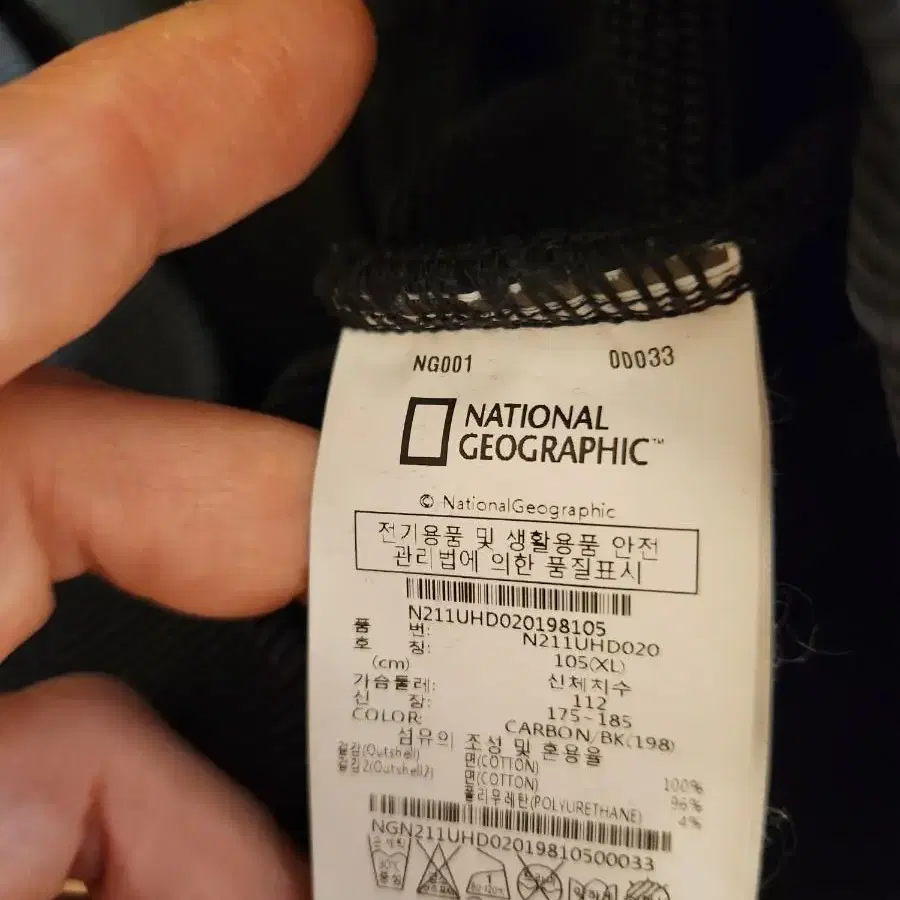 NG001 00033
NATIONAL
GEOGRAPHIC™
© NationalGeographic
전기용품 및 생활용품 안전
관리법에 의한 품질표시
N211UHD020198105
품 번: N211UHD020
호 칭: 105(XL)
(cm) 신체치수
가슴둘레: 112
신 장: 175~185
COLOR: CARBON/BK(198)
섬유의 조성 및 혼용율
겉감(Outshell) 면(COTTON) 100%
겉감2(Outshell2) 면(COTTON) 96%
폴리우레탄(POLYURETHANE) 4%
NGN211UHD02019810500033
30℃
중성